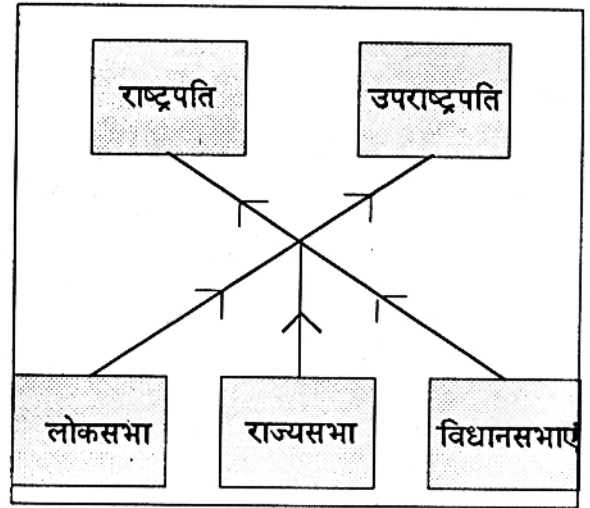 राष्ट्रपति
उपराष्ट्रपति
लोकसभा
राज्यसभा
विधानसभाएं